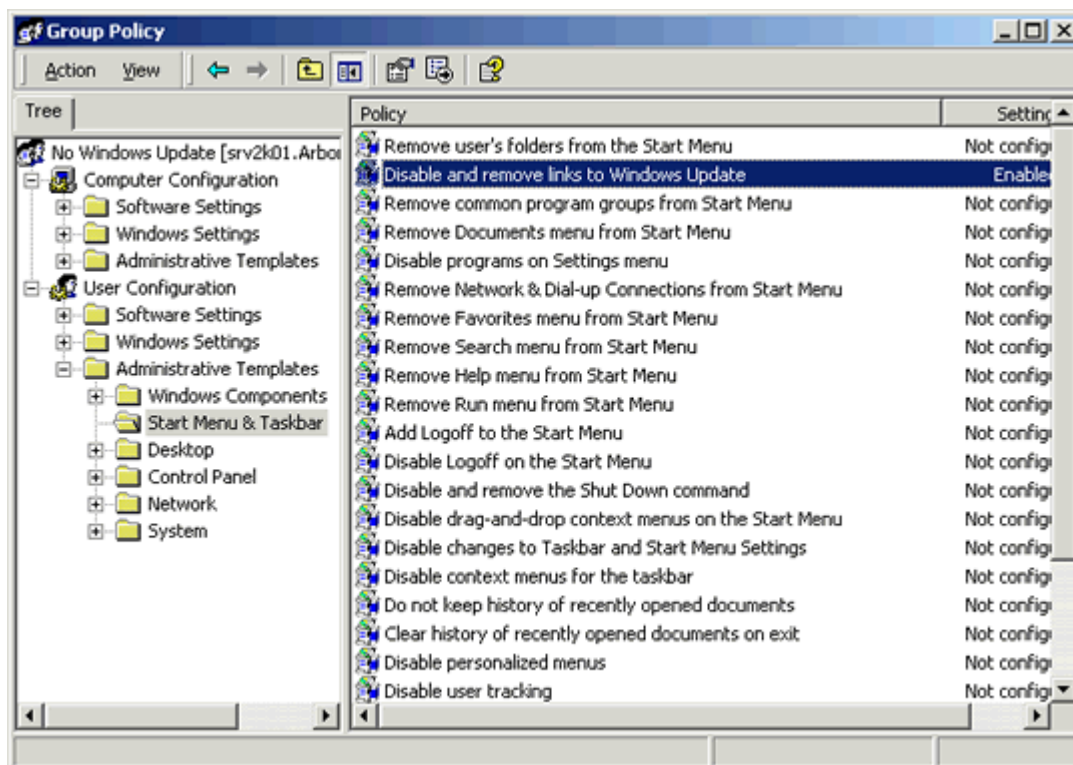 Group Policy
Action View
Tree
No Windows Update [srv2k01.Arbor
Computer Configuration
Software Settings
Windows Settings
Administrative Templates
User Configuration
Software Settings
Windows Settings
Administrative Templates
Windows Components
Start Menu & Taskbar
Desktop
Control Panel
Network
System
Policy Setting
Remove user's folders from the Start Menu Not config
Disable and remove links to Windows Update Enabled
Remove common program groups from Start Menu Not config
Remove Documents menu from Start Menu Not config
Disable programs on Settings menu Not config
Remove Network & Dial-up Connections from Start Menu Not config
Remove Favorites menu from Start Menu Not config
Remove Search menu from Start Menu Not config
Remove Help menu from Start Menu Not config
Remove Run menu from Start Menu Not config
Add Logoff to the Start Menu Not config
Disable Logoff on the Start Menu Not config
Disable and remove the Shut Down command Not config
Disable drag-and-drop context menus on the Start Menu Not config
Disable changes to Taskbar and Start Menu Settings Not config
Disable context menus for the taskbar Not config
Do not keep history of recently opened documents Not config
Clear history of recently opened documents on exit Not config
Disable personalized menus Not config
Disable user tracking Not config